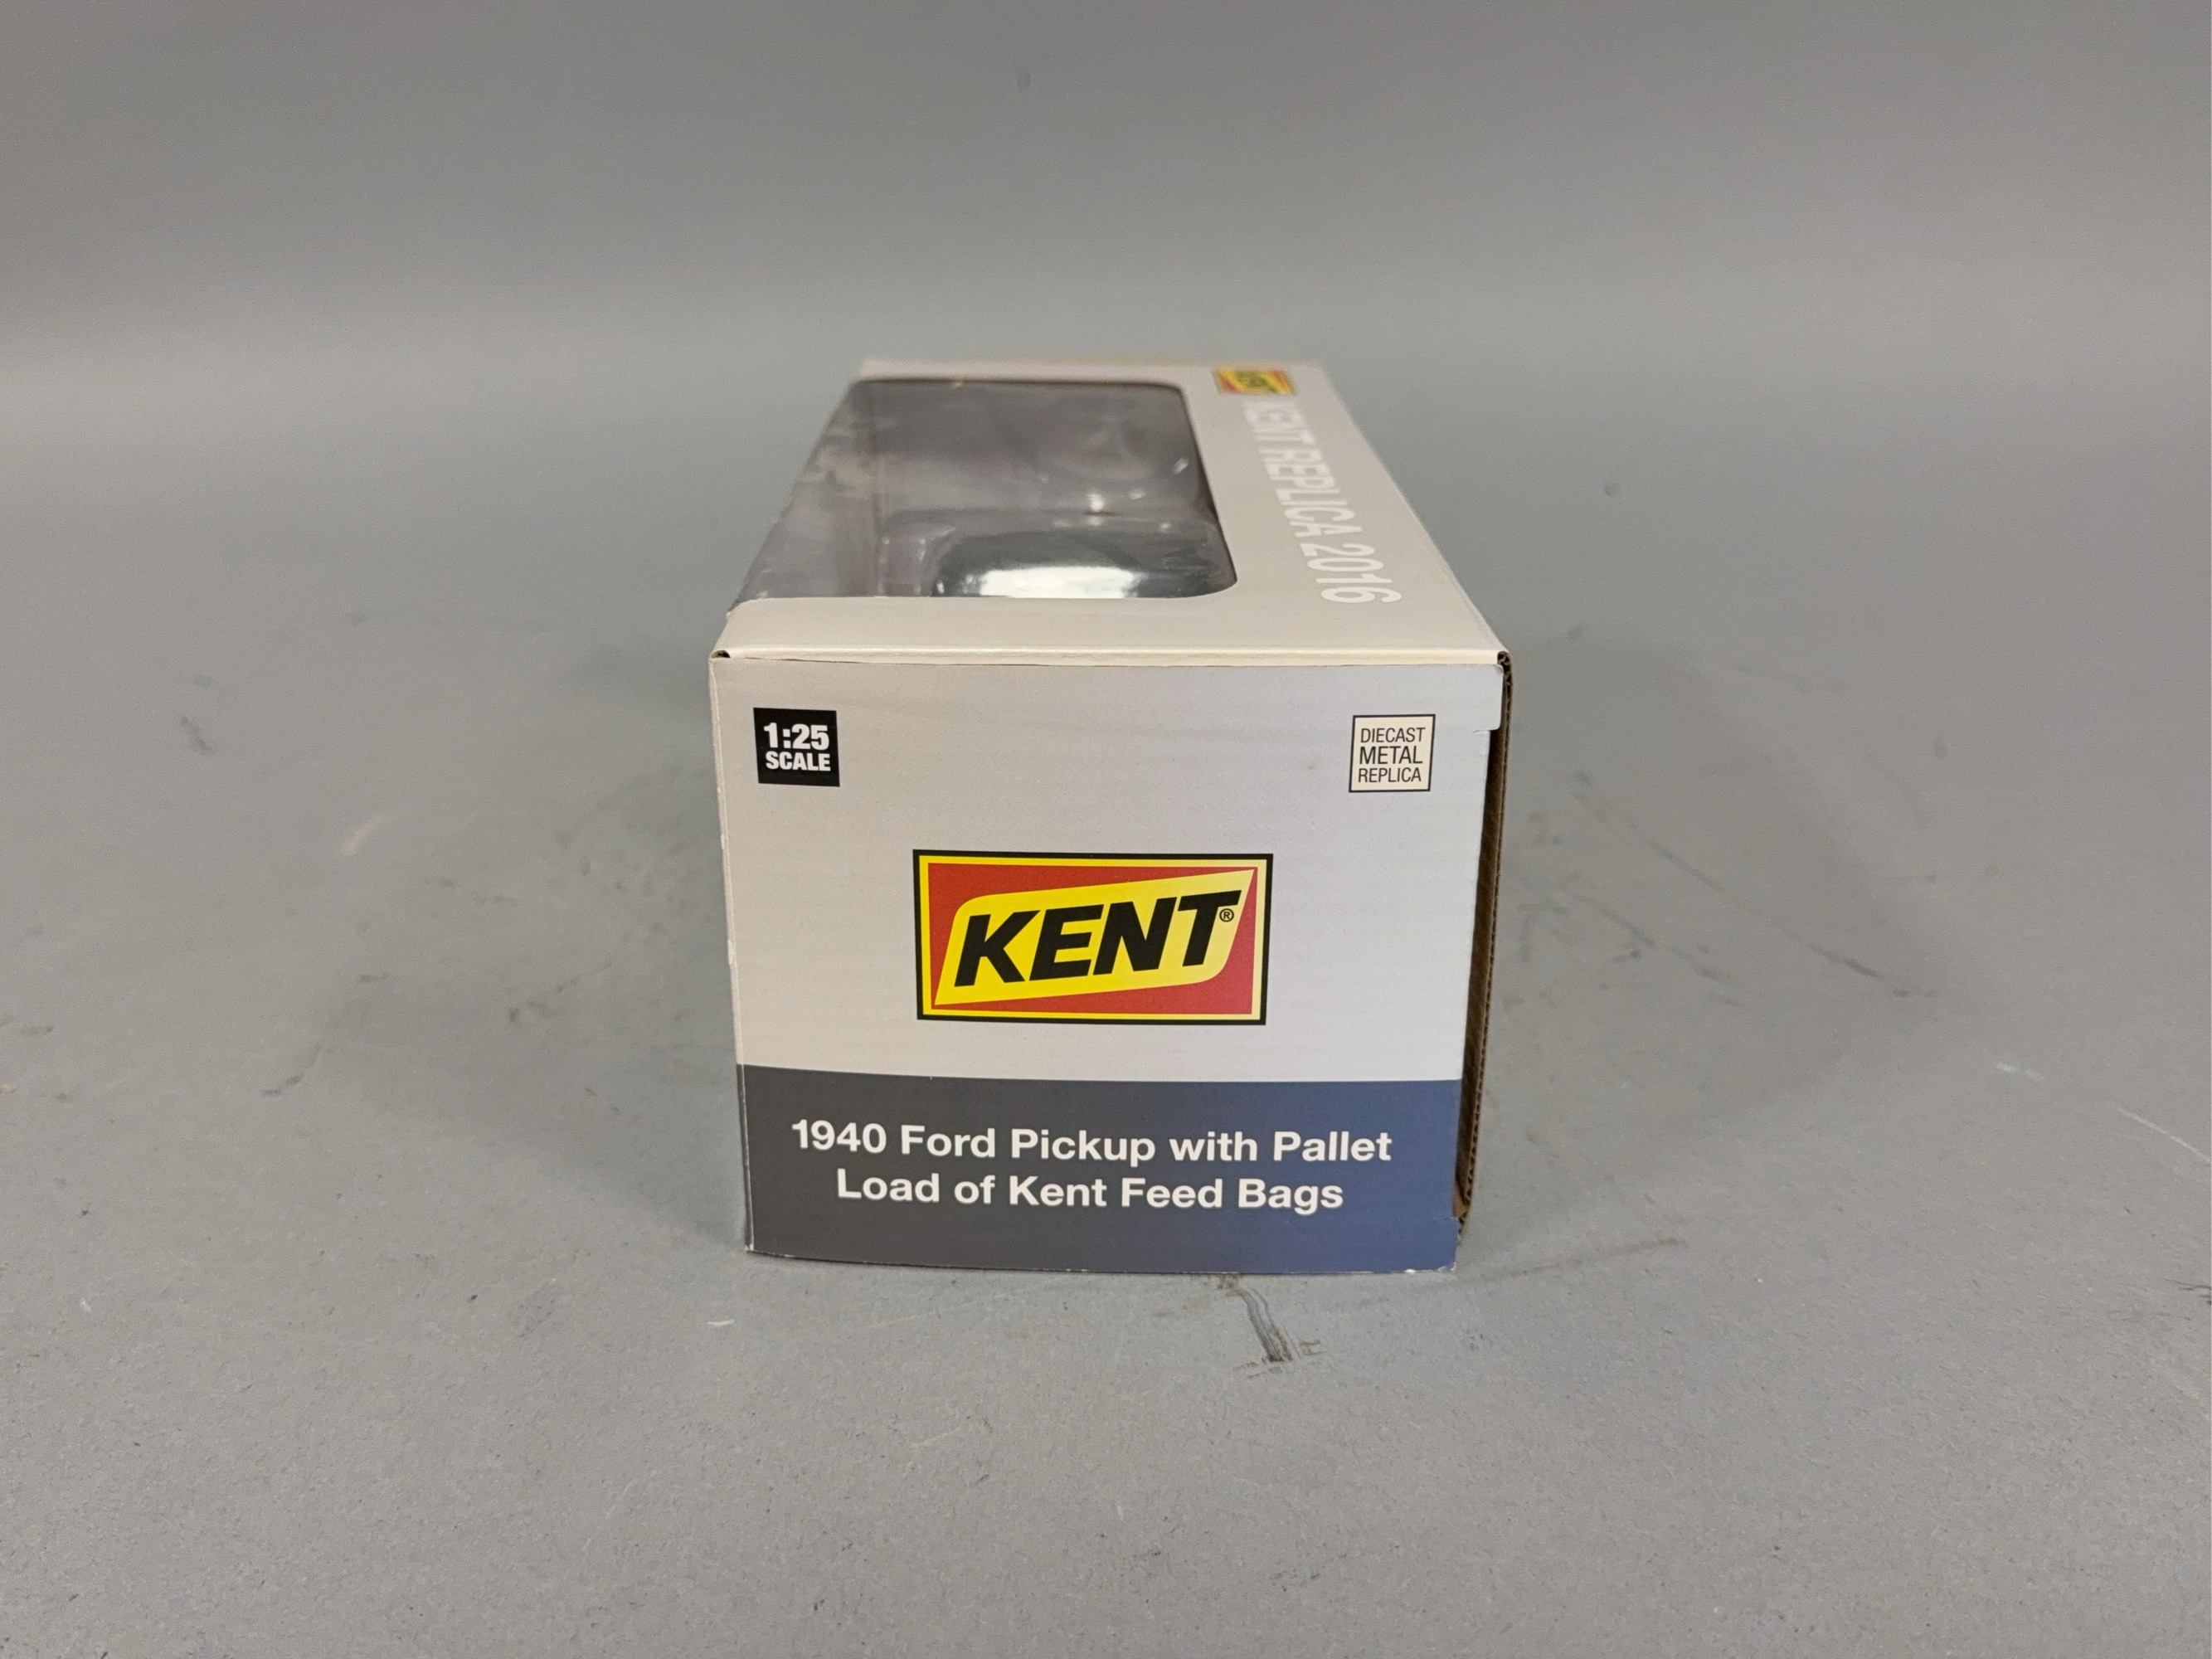 KENT
KENT REPLICA 2016
1:25
SCALE
DIECAST
METAL
REPLICA
KENT®
1940 Ford Pickup with Pallet
Load of Kent Feed Bags